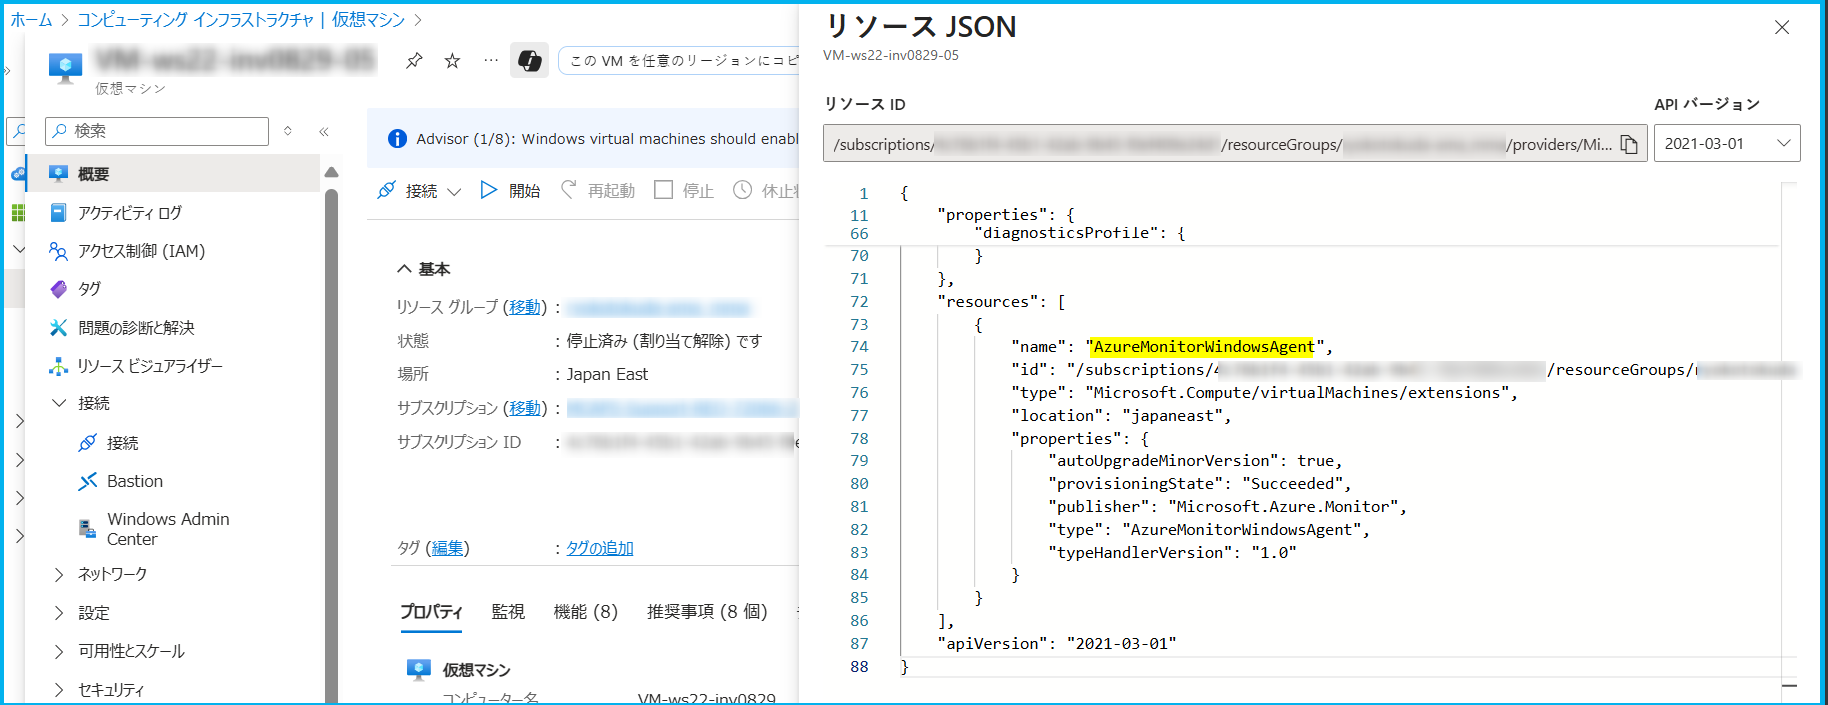 ホーム > コンピューティング インフラストラクチャ | 仮想マシン >
仮想マシン
この VM を任意のリージョンにコピ
検索
概要
アクティビティ ログ
アクセス制御 (IAM)
タグ
問題の診断と解決
リソース ビジュアライザー
接続
接続
Bastion
Windows Admin
Center
ネットワーク
設定
可用性とスケール
セキュリティ
Advisor (1/8): Windows virtual machines should enabl
接続 開始 再起動 停止 休止
基本
リソース グループ (移動) :
状態 : 停止済み (割り当て解除) です
場所 : Japan East
サブスクリプション (移動) :
サブスクリプション ID :
タグ (編集) : タグの追加
プロパティ 監視 機能 (8) 推奨事項 (8 個)
仮想マシン
コンピューター名 VM-ws22-inv0829
リソース JSON
VM-ws22-inv0829-05
リソース ID
API バージョン
/subscriptions/ /resourceGroups/ /providers/Mi...
2021-03-01
1 {
11 "properties": {
66 "diagnosticsProfile": {
70 }
71 },
72 "resources": [
73 {
74 "name": "AzureMonitorWindowsAgent",
75 "id": "/subscriptions/ /resourceGroups/
76 "type": "Microsoft.Compute/virtualMachines/extensions",
77 "location": "japaneast",
78 "properties": {
79 "autoUpgradeMinorVersion": true,
80 "provisioningState": "Succeeded",
81 "publisher": "Microsoft.Azure.Monitor",
82 "type": "AzureMonitorWindowsAgent",
83 "typeHandlerVersion": "1.0"
84 }
85 }
86 ],
87 "apiVersion": "2021-03-01"
88 }